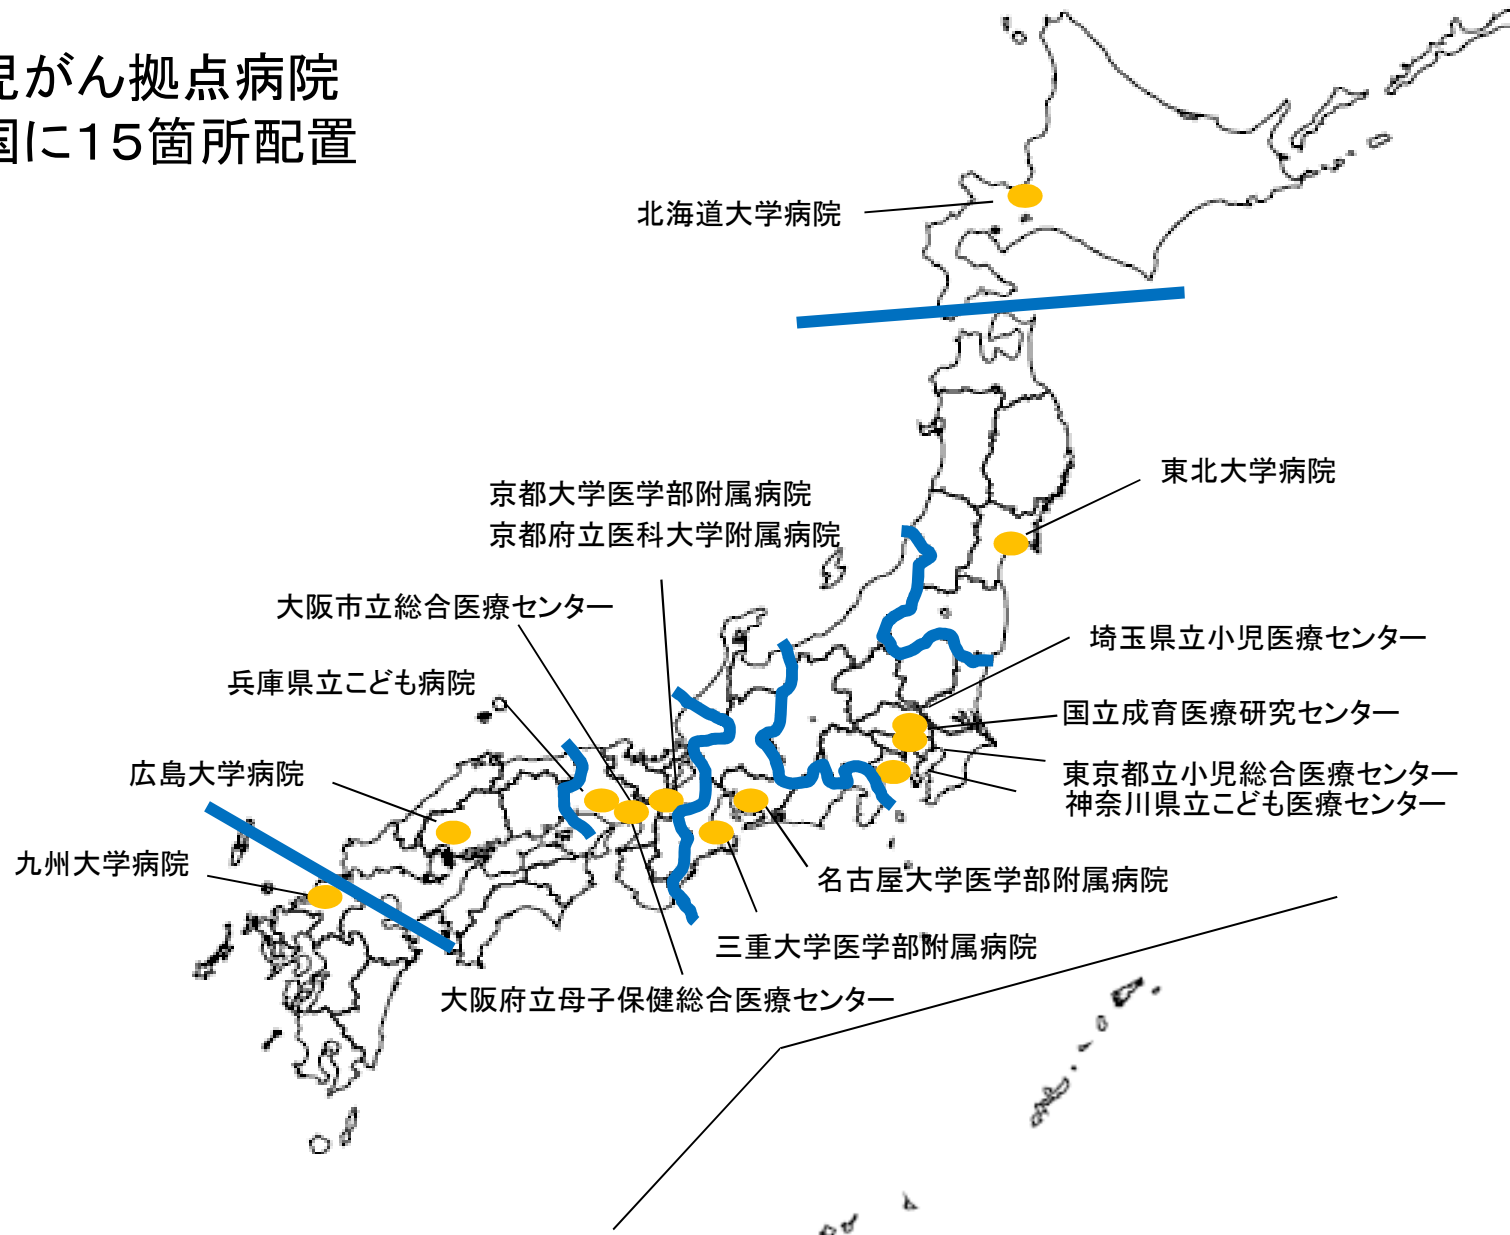 児がん拠点病院
国に15箇所配置
北海道大学病院
東北大学病院
京都大学医学部附属病院
京都府立医科大学附属病院
大阪市立総合医療センター
埼玉県立小児医療センター
兵庫県立こども病院
国立成育医療研究センター
広島大学病院
東京都立小児総合医療センター
神奈川県立こども医療センター
九州大学病院
名古屋大学医学部附属病院
三重大学医学部附属病院
大阪府立母子保健総合医療センター